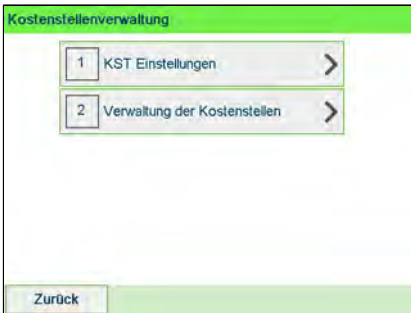 Kostenstellenverwaltung
1 KST Einstellungen
2 Verwaltung der Kostenstellen
Zurück